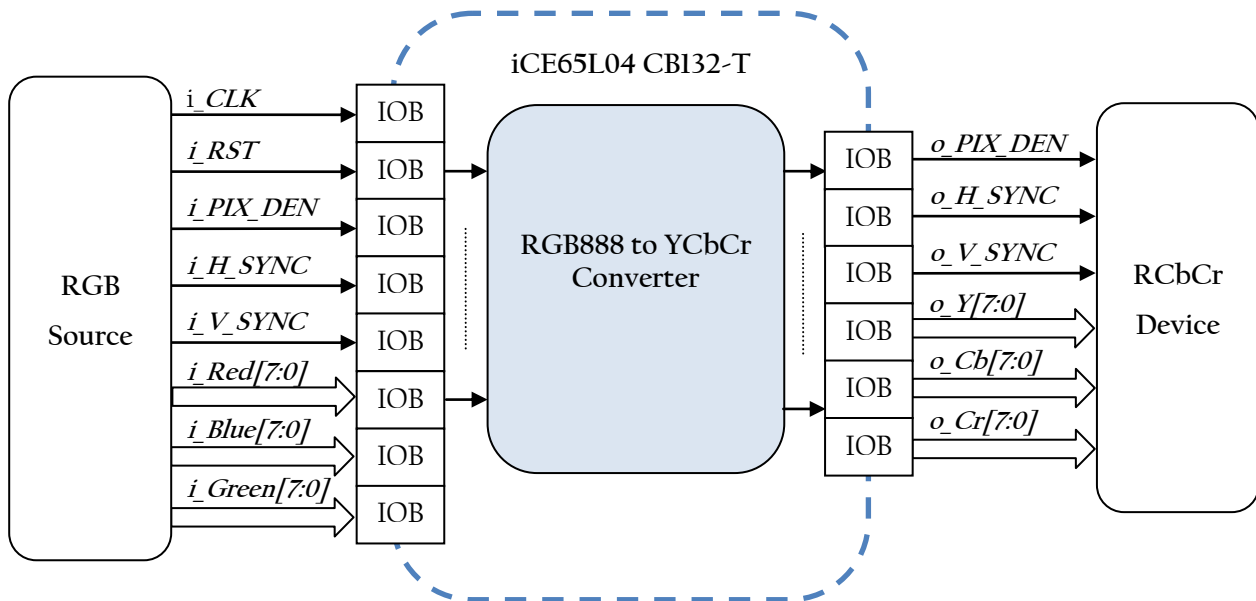 iCE65L04 CB132-T
RGB
Source
i_CLK
i_RST
i_PIX_DEN
i_H_SYNC
i_V_SYNC
i_Red[7:0]
i_Blue[7:0]
i_Green[7:0]
IOB
IOB
IOB
IOB
IOB
IOB
IOB
IOB
RGB888 to YCbCr
Converter
IOB
IOB
IOB
IOB
IOB
IOB
o_PIX_DEN
o_H_SYNC
o_V_SYNC
o_Y[7:0]
o_Cb[7:0]
o_Cr[7:0]
RCbCr
Device